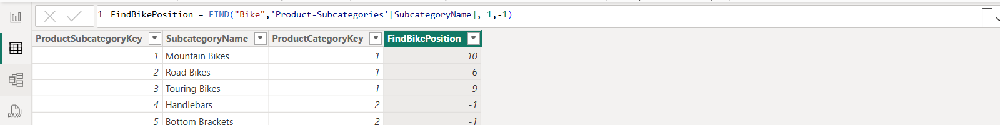 1 FindBikePosition = FIND("Bike",'Product-Subcategories'[SubcategoryName], 1,-1)
ProductSubcategoryKey SubcategoryName ProductCategoryKey FindBikePosition
1 Mountain Bikes 1 10
2 Road Bikes 1 6
3 Touring Bikes 1 9
4 Handlebars 2 -1
5 Bottom Brackets 2 -1
DAX